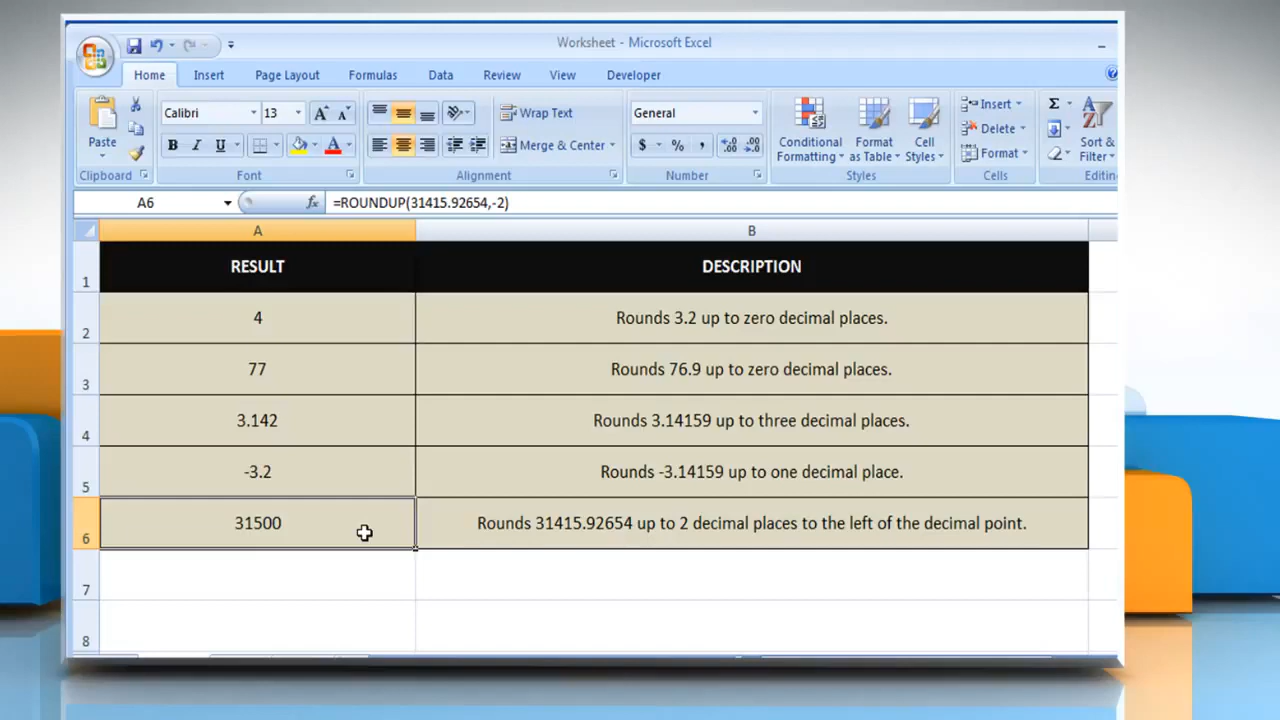 Worksheet - Microsoft Excel
Home Insert Page Layout Formulas Data Review View Developer
Calibri 13 Wrap Text General Insert Σ
Paste B I U Merge & Center $ % , Conditional Formatting Format as Table Cell Styles Delete Sort & Filter
Format
Clipboard Font Alignment Number Styles Cells Editin
A6 fx =ROUNDUP(31415.92654,-2)
A B
1 RESULT DESCRIPTION
2 4 Rounds 3.2 up to zero decimal places.
3 77 Rounds 76.9 up to zero decimal places.
4 3.142 Rounds 3.14159 up to three decimal places.
5 -3.2 Rounds -3.14159 up to one decimal place.
6 31500 Rounds 31415.92654 up to 2 decimal places to the left of the decimal point.
7
8